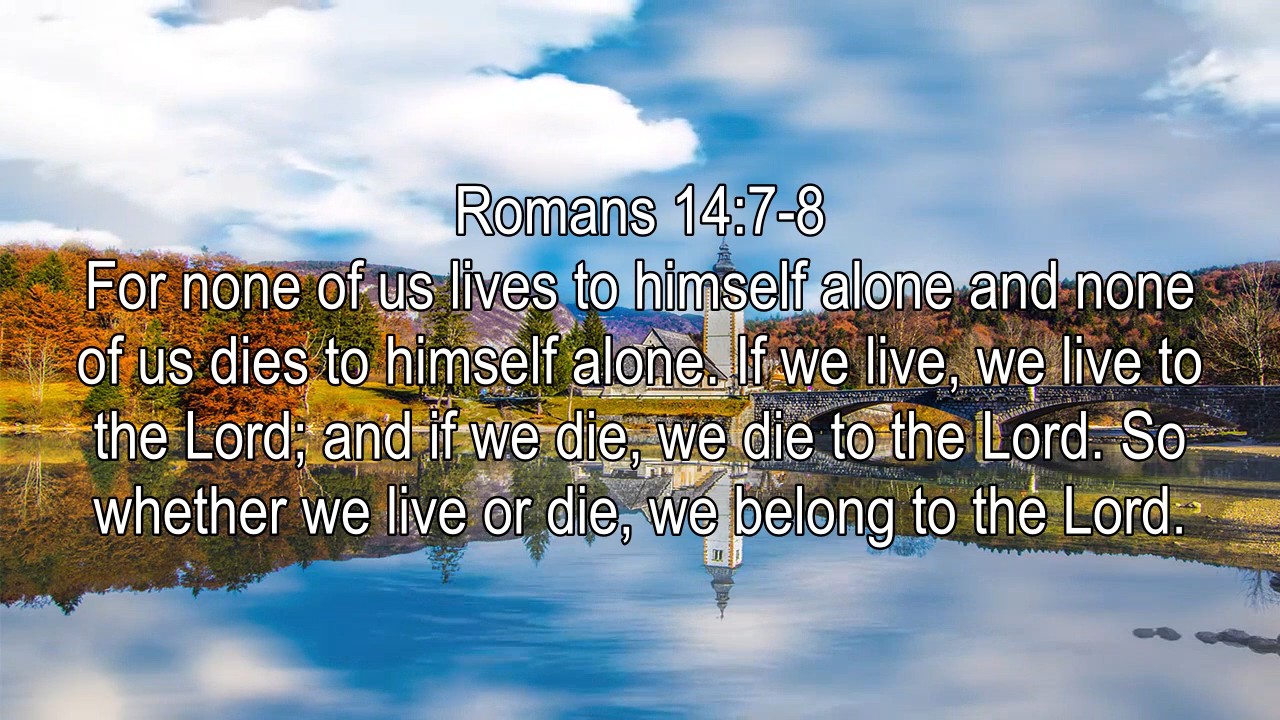 Romans 14:7-8
For none of us lives to himself alone and none
of us dies to himself alone. If we live, we live to
the Lord; and if we die, we die to the Lord. So
whether we live or die, we belong to the Lord.